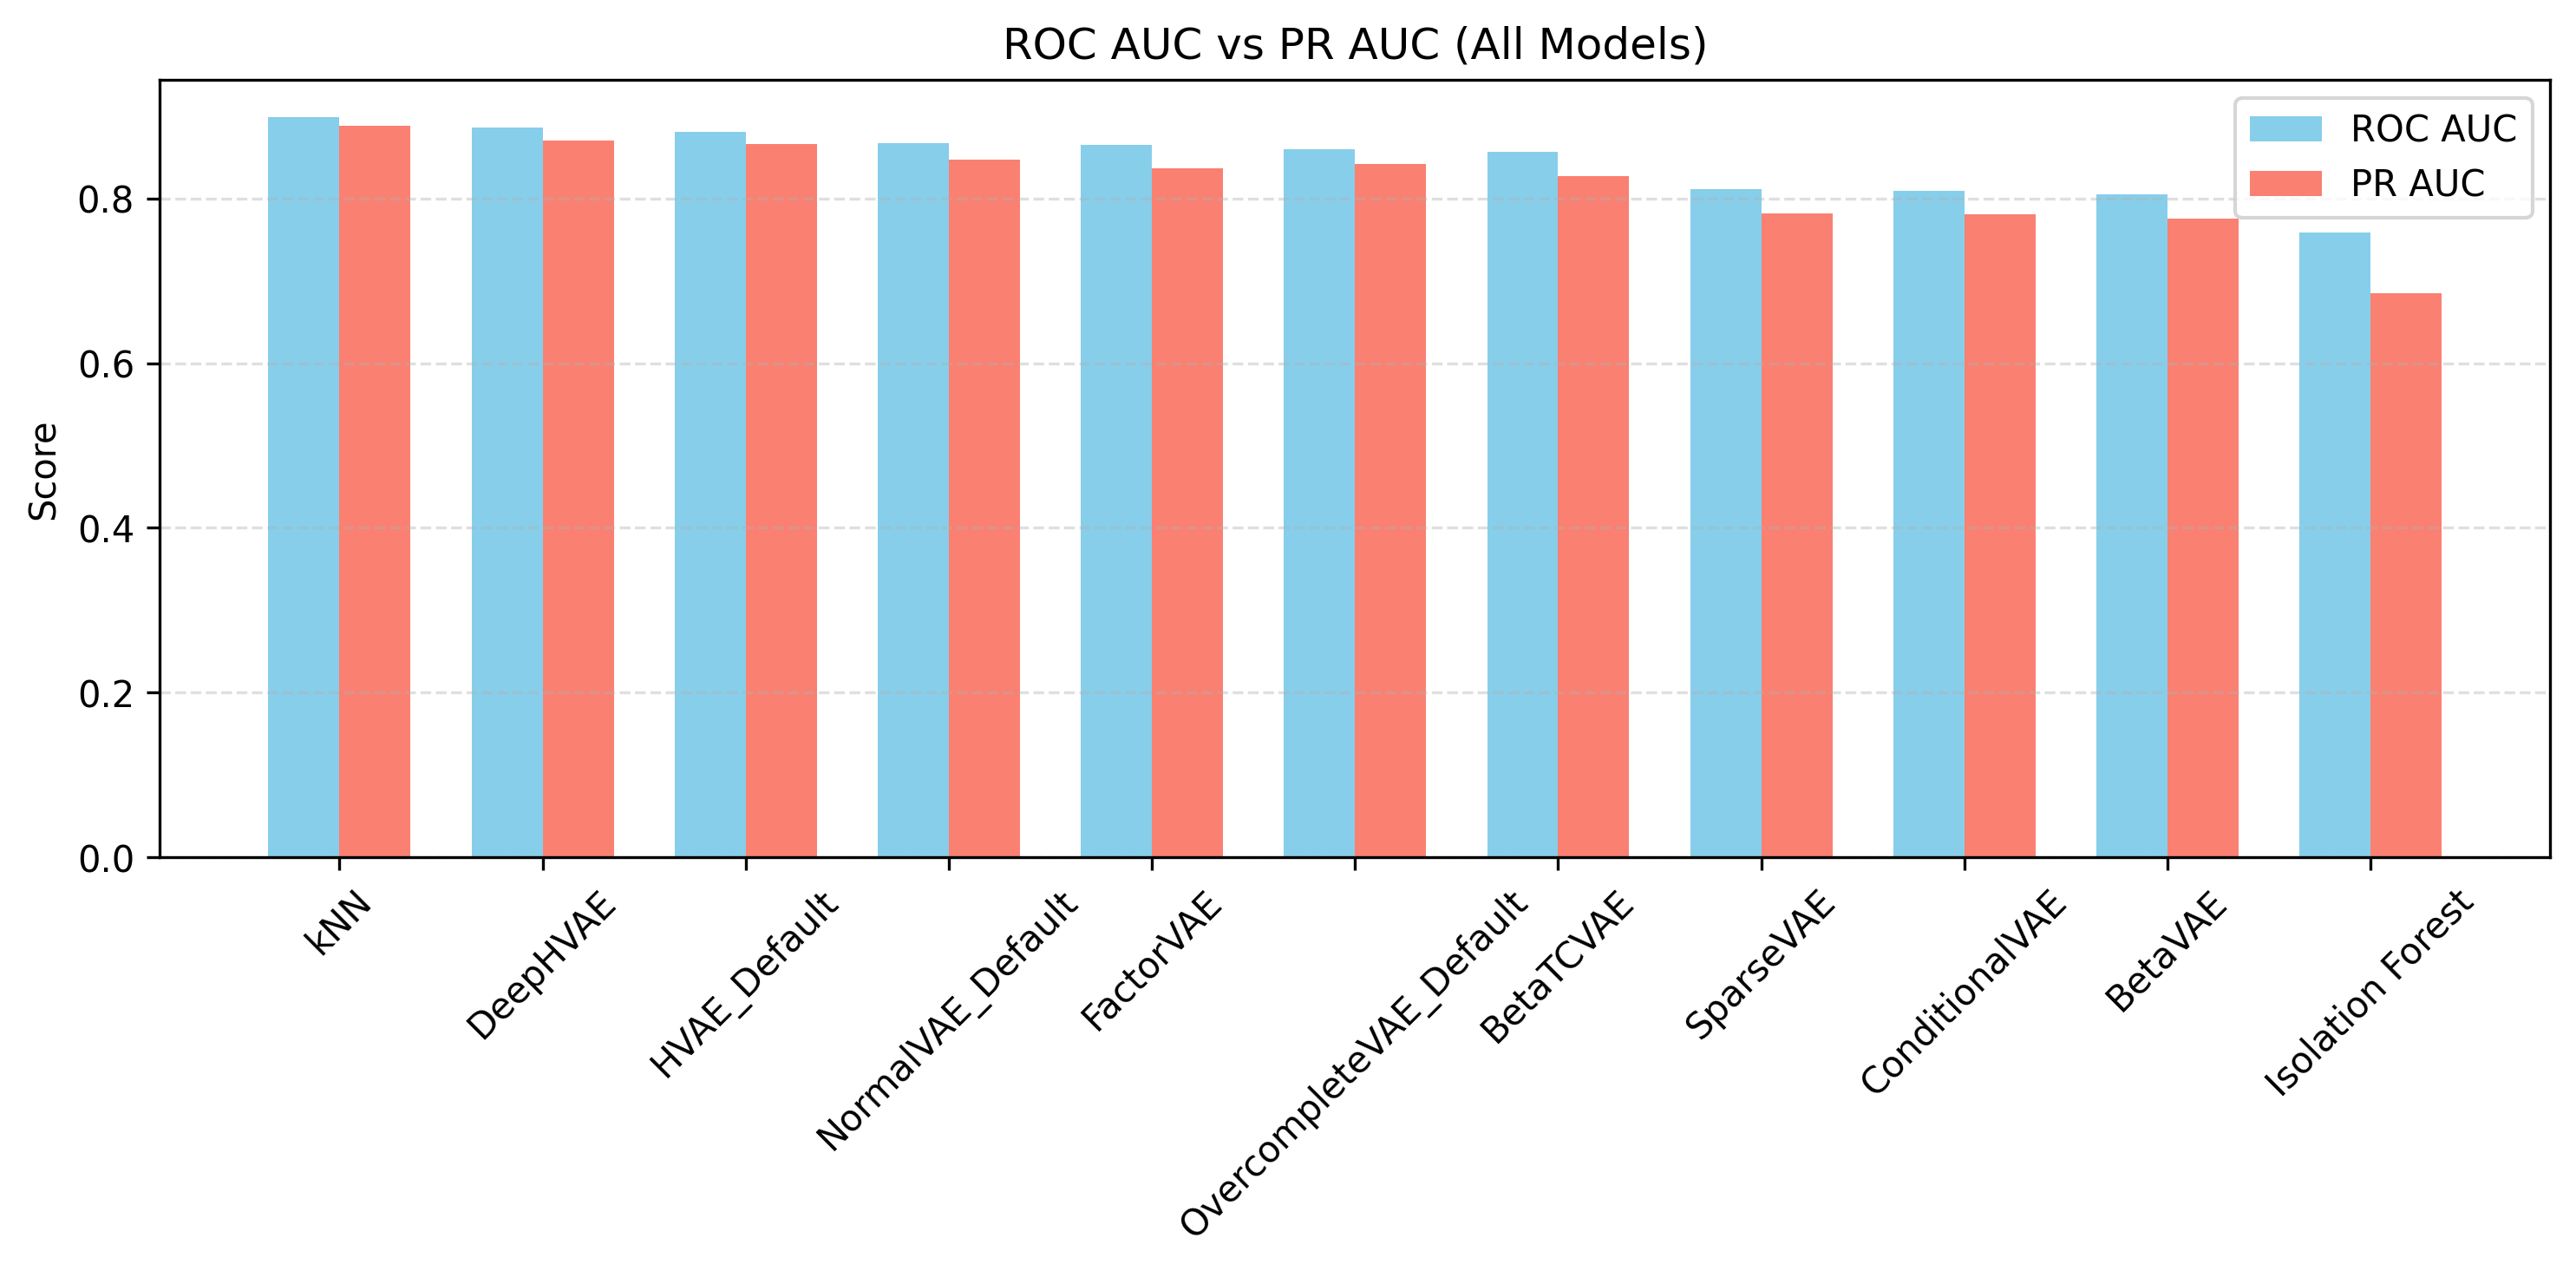 ROC AUC vs PR AUC (All Models)
ROC AUC
PR AUC
Score
0.8
0.6
0.4
0.2
0.0
kNN
DeepHVAE
HVAE_Default
NormalVAE_Default
FactorVAE
OvercompleteVAE_Default
BetaTCVAE
SparseVAE
ConditionalVAE
BetaVAE
Isolation Forest